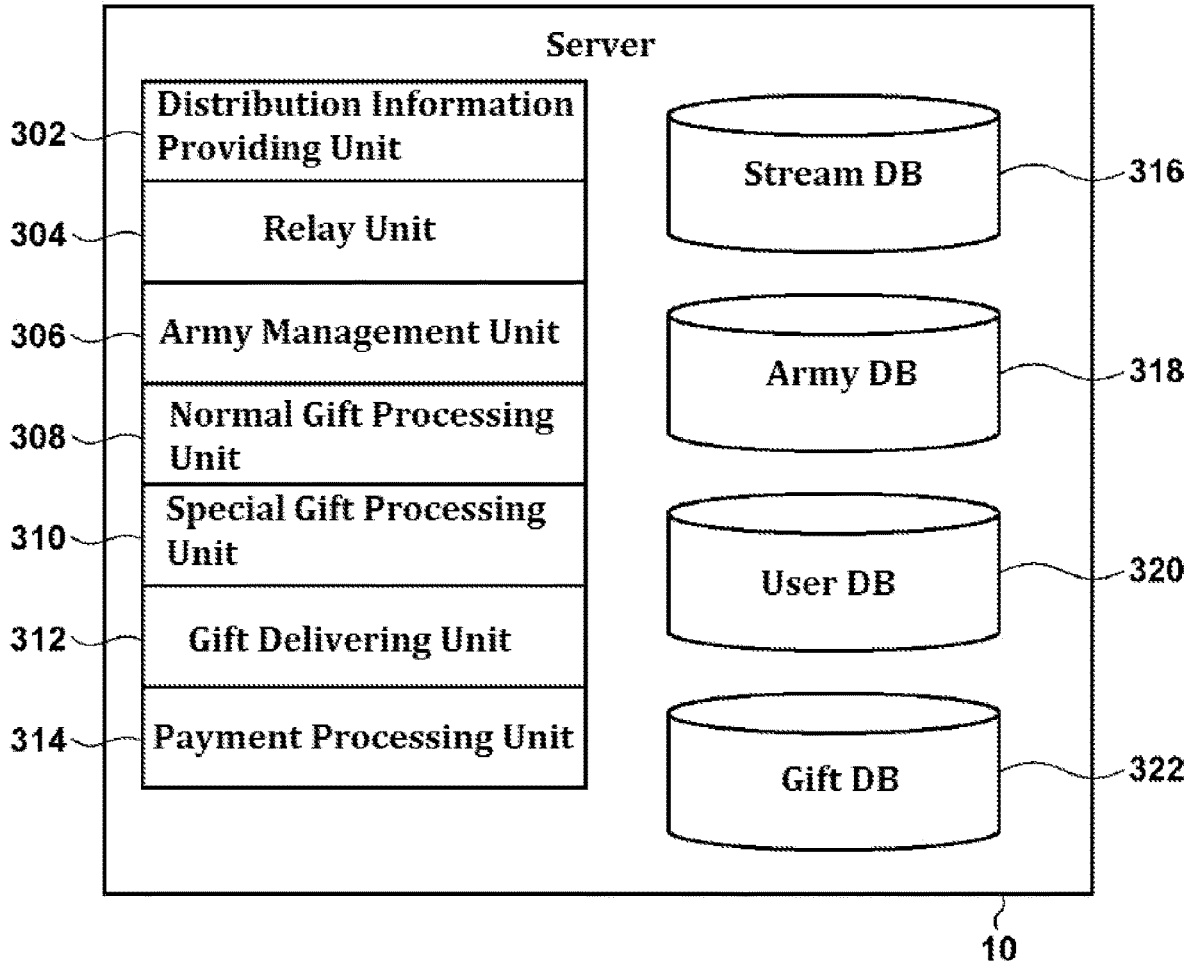 Server
302
Distribution Information
Providing Unit
304
Relay Unit
306
Army Management Unit
308
Normal Gift Processing
Unit
310
Special Gift Processing
Unit
312
Gift Delivering Unit
314
Payment Processing Unit
Stream DB
316
Army DB
318
User DB
320
Gift DB
322
10